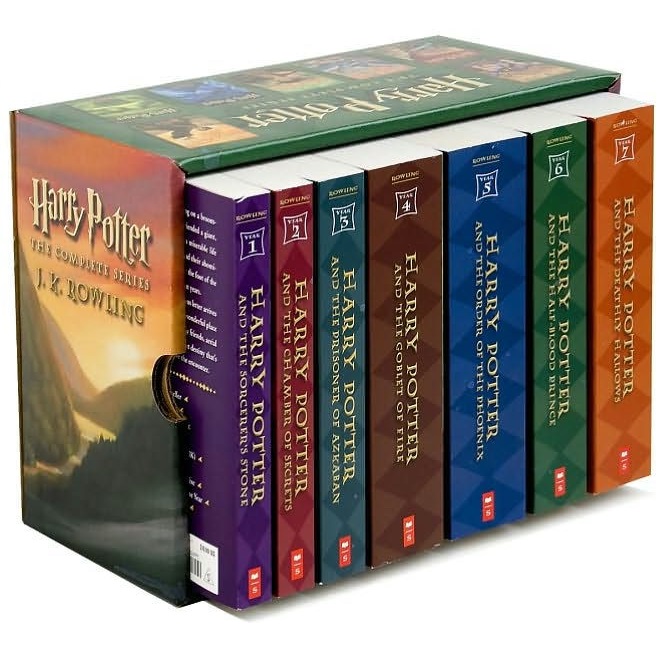 Harry Potter
Harry Potter
THE COMPLETE SERIES
J. K. ROWLING
ROWLING
YEAR 1
HARRY POTTER
AND THE SORCERER'S STONE
ROWLING
YEAR 2
HARRY POTTER
AND THE CHAMBER OF SECRETS
ROWLING
YEAR 3
HARRY POTTER
AND THE PRISONER OF AZKABAN
ROWLING
YEAR 4
HARRY POTTER
AND THE GOBLET OF FIRE
ROWLING
YEAR 5
HARRY POTTER
AND THE ORDER OF THE PHOENIX
ROWLING
YEAR 6
HARRY POTTER
AND THE HALF-BLOOD PRINCE
ROWLING
YEAR 7
HARRY POTTER
AND THE DEATHLY HALLOWS
S
S
S
S
S
S
S